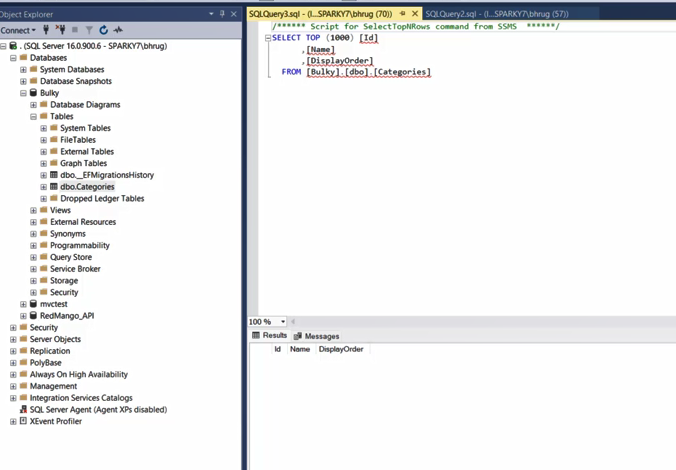 Object Explorer
Connect
. (SQL Server 16.0.900.6 - SPARKY7\bhrug)
Databases
System Databases
Database Snapshots
Bulky
Database Diagrams
Tables
System Tables
FileTables
External Tables
Graph Tables
dbo.__EFMigrationsHistory
dbo.Categories
Dropped Ledger Tables
Views
External Resources
Synonyms
Programmability
Query Store
Service Broker
Storage
Security
mvctest
RedMango_API
Security
Server Objects
Replication
PolyBase
Always On High Availability
Management
Integration Services Catalogs
SQL Server Agent (Agent XPs disabled)
XEvent Profiler
SQLQuery3.sql - (l...SPARKY7\bhrug (70))
SQLQuery2.sql - (l...SPARKY7\bhrug (57))
/****** Script for SelectTopNRows command from SSMS  ******/
SELECT TOP (1000) [Id]
,[Name]
,[DisplayOrder]
FROM [Bulky].[dbo].[Categories]
100 %
Results Messages
Id Name DisplayOrder